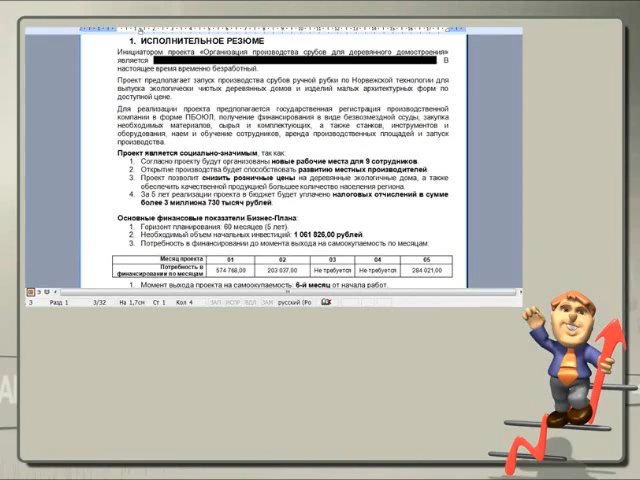 1. ИСПОЛНИТЕЛЬНОЕ РЕЗЮМЕ
Инициатором проекта «Организация производства срубов для деревянного домостроения»
является В
настоящее время временно безработный.
Проект предполагает запуск производства срубов ручной рубки по Норвежской технологии для
выпуска экологически чистых деревянных домов и изделий малых архитектурных форм по
доступной цене.
Для реализации проекта предполагается государственная регистрация производственной
компании в форме ПБОЮЛ, получение финансирования в виде безвозмездной ссуды, закупка
необходимых материалов, сырья и комплектующих, а также станков, инструментов и
оборудования, наем и обучение сотрудников, аренда производственных площадей и запуск
производства.
Проект является социально-значимым, так как:
1. Согласно проекту будут организованы новые рабочие места для 9 сотрудников.
2. Открытие производства будет способствовать развитию местных производителей.
3. Проект позволит снизить розничные цены на деревянные экологичные дома, а также
обеспечить качественной продукцией большее количество населения региона.
4. За 5 лет реализации проекта в бюджет будет уплачено налоговых отчислений в сумме
более 3 миллиона 730 тысяч рублей.
Основные финансовые показатели Бизнес-Плана:
1. Горизонт планирования: 60 месяцев (5 лет).
2. Необходимый объем начальных инвестиций: 1 061 826,00 рублей.
3. Потребность в финансировании до момента выхода на самоокупаемость по месяцам:
Месяц проекта 01 02 03 04 05
Потребность в финансировании по месяцам 574 768,00 203 037,00 Не требуется Не требуется 284 021,00
1. Момент выхода проекта на самоокупаемость: 6-й месяц от начала работ.
3 Разд 1 3/32 На 1,7см Ст 1 Кол 4 ЗАП ИСПР ВДЛ ЗАМ русский (Ро